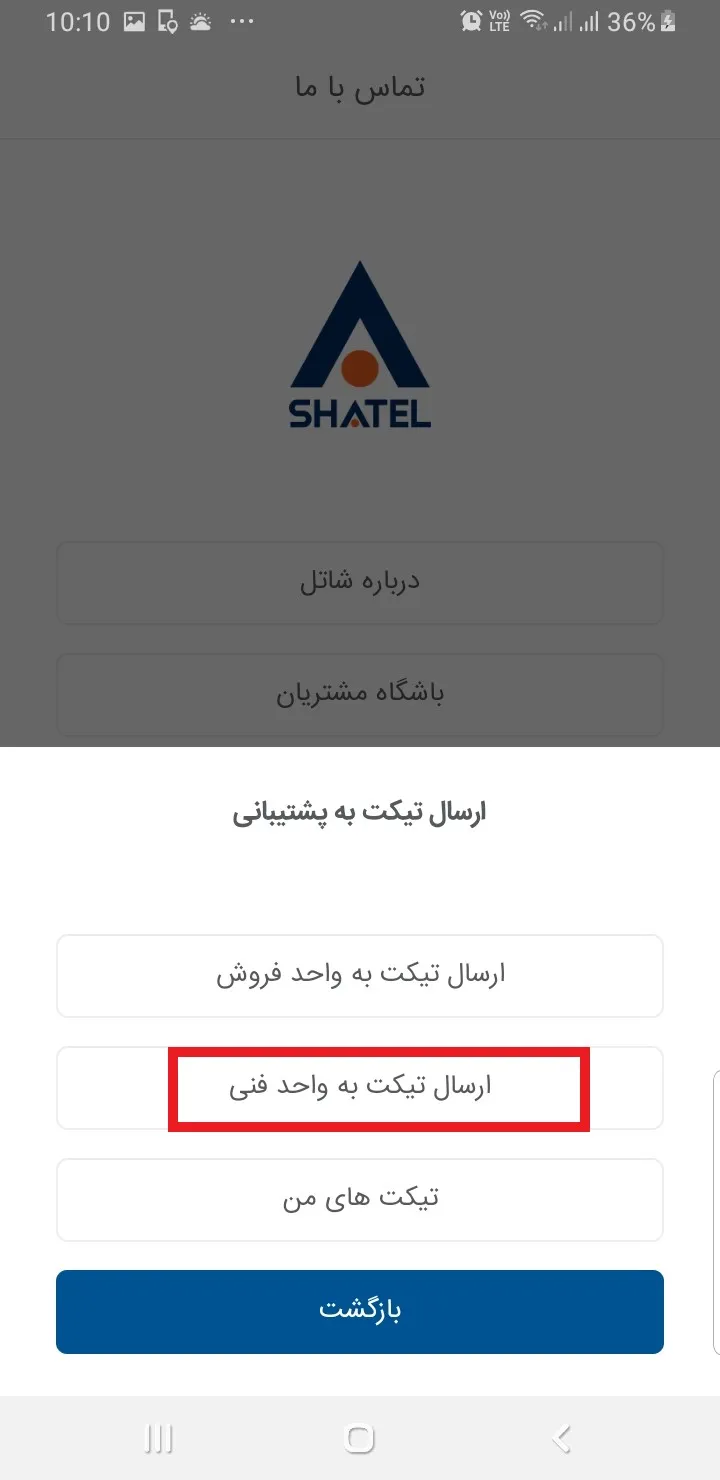 10:10
VoLTE 36%
تماس با ما
SHATEL
درباره شاتل
باشگاه مشتریان
ارسال تیکت به پشتیبانی
ارسال تیکت به واحد فروش
ارسال تیکت به واحد فنی
تیکت های من
بازگشت